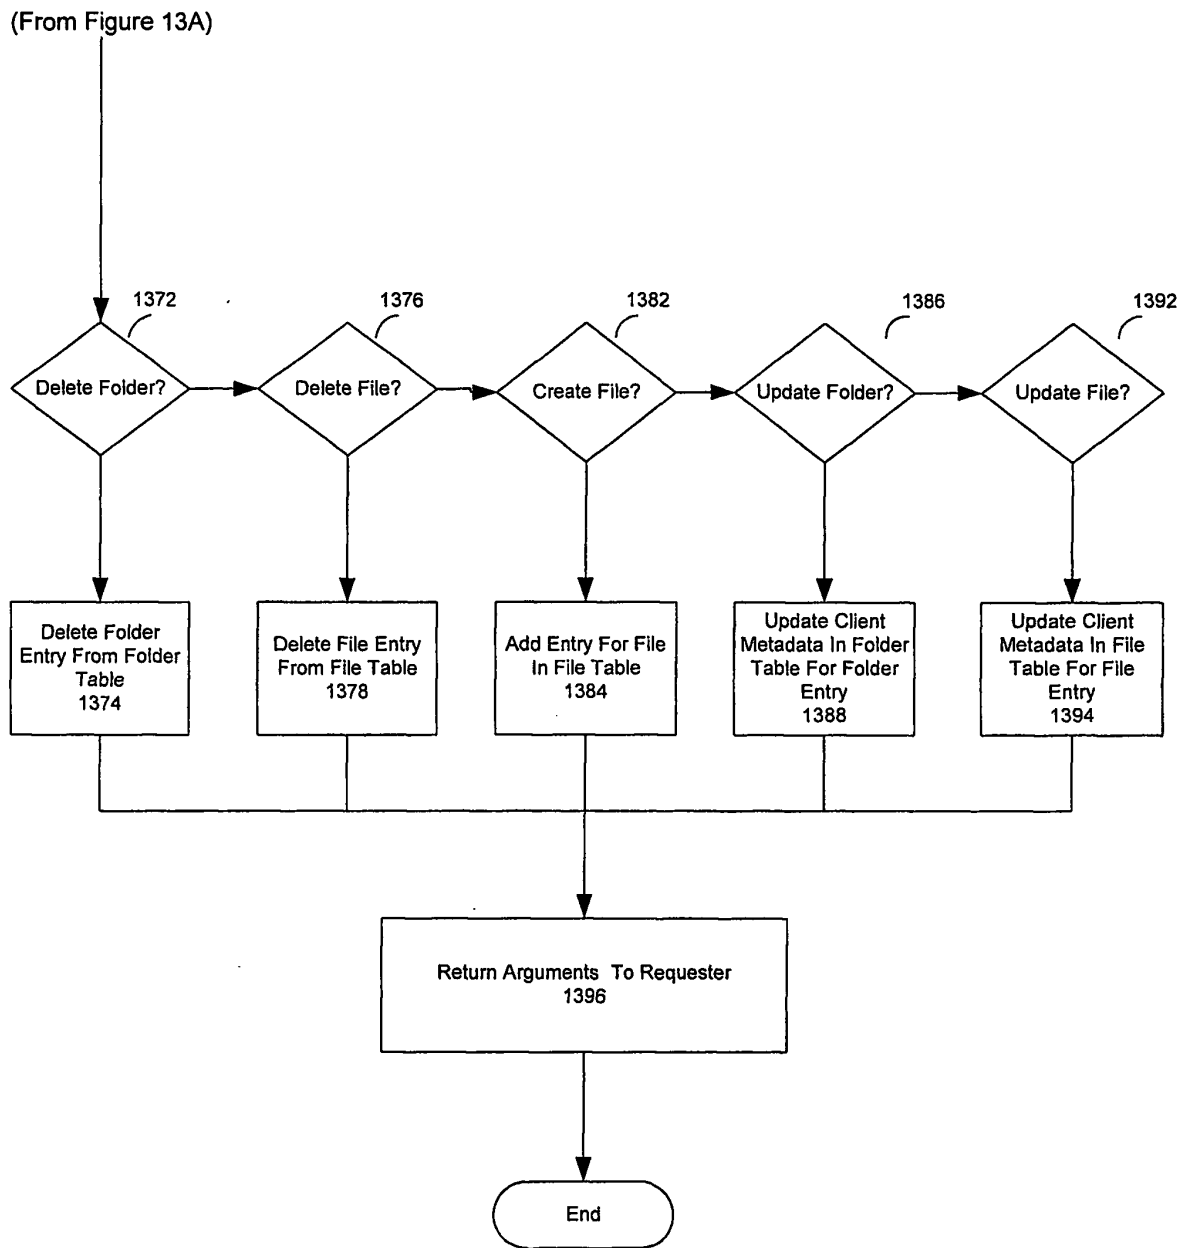 (From Figure 13A)
1372
1376
1382
1386
1392
Delete Folder?
Delete File?
Create File?
Update Folder?
Update File?
Delete Folder
Entry From Folder
Table
1374
Delete File Entry
From File Table
1378
Add Entry For File
In File Table
1384
Update Client
Metadata In Folder
Table For Folder
Entry
1388
Update Client
Metadata In File
Table For File
Entry
1394
Return Arguments To Requester
1396
End